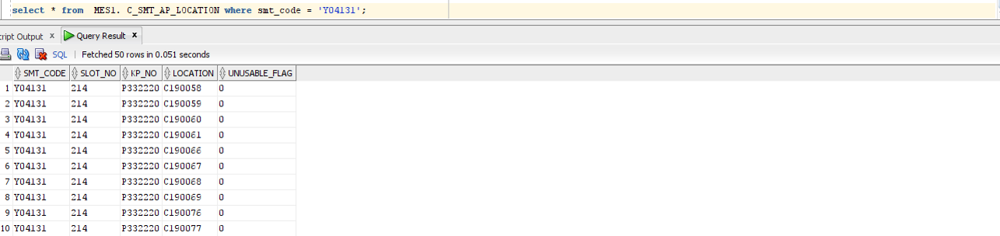 select * from  MES1. C_SMT_AP_LOCATION where smt_code = 'Y04131';
cript Output x Query Result x
SQL | Fetched 50 rows in 0.051 seconds
SMT_CODE SLOT_NO KP_NO LOCATION UNUSABLE_FLAG
1 Y04131 214 P332220 C190058 0
2 Y04131 214 P332220 C190059 0
3 Y04131 214 P332220 C190060 0
4 Y04131 214 P332220 C190061 0
5 Y04131 214 P332220 C190066 0
6 Y04131 214 P332220 C190067 0
7 Y04131 214 P332220 C190068 0
8 Y04131 214 P332220 C190069 0
9 Y04131 214 P332220 C190076 0
10 Y04131 214 P332220 C190077 0